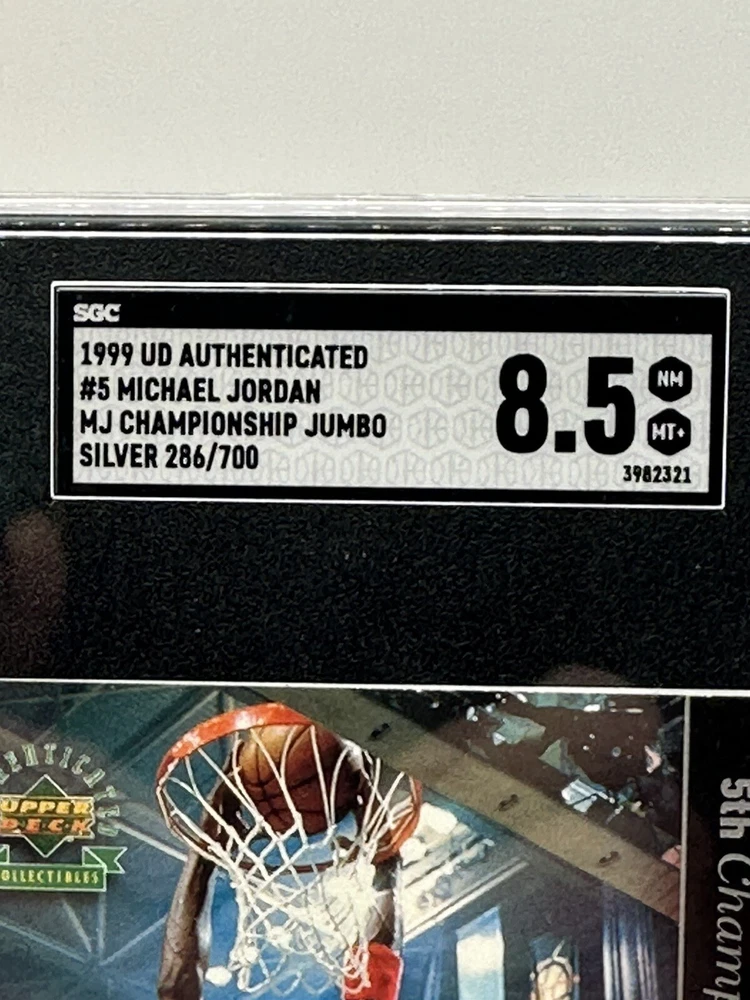 SGC
1999 UD AUTHENTICATED
#5 MICHAEL JORDAN
MJ CHAMPIONSHIP JUMBO
SILVER 286/700
8.5
NM
MT+
3982321
UPPER
DECK
5th Champ